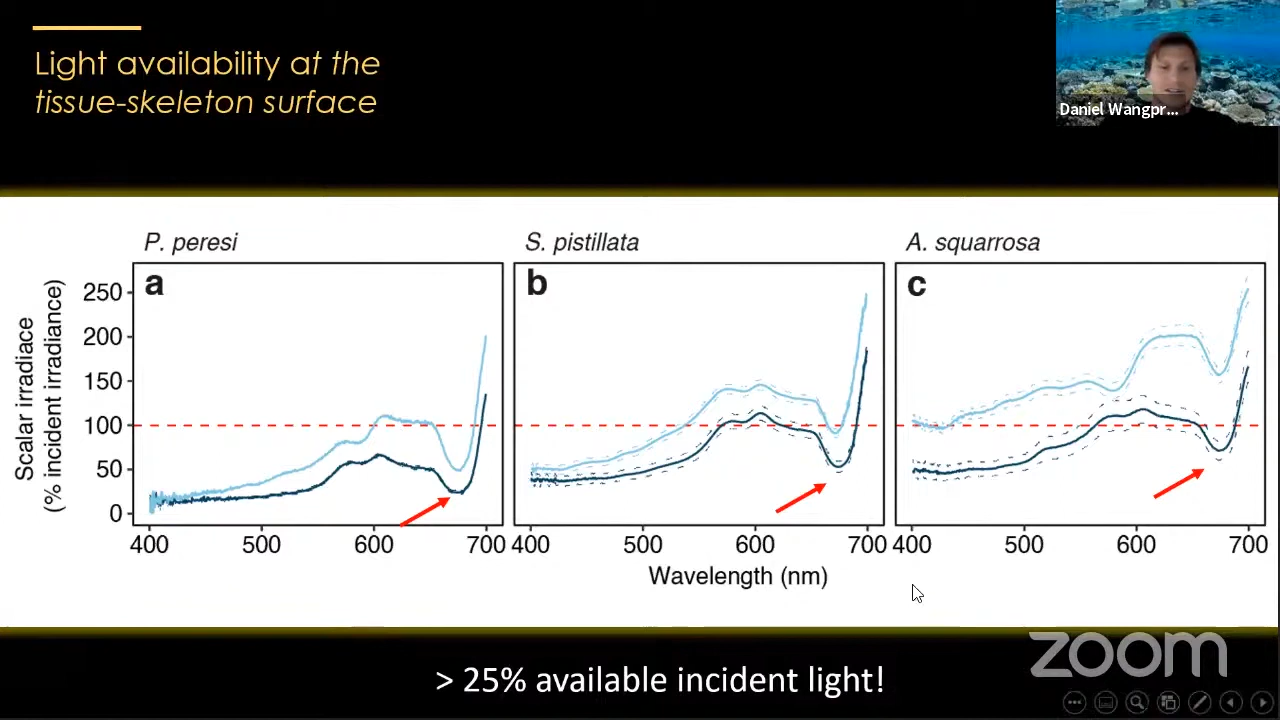 Light availability at the
tissue-skeleton surface
Daniel Wangpr...
P. peresi
S. pistillata
A. squarrosa
a
b
c
Scalar irradiace
(% incident irradiance)
250
200
150
100
50
0
400 500 600 700
400 500 600 700
400 500 600 700
Wavelength (nm)
> 25% available incident light!
zoom